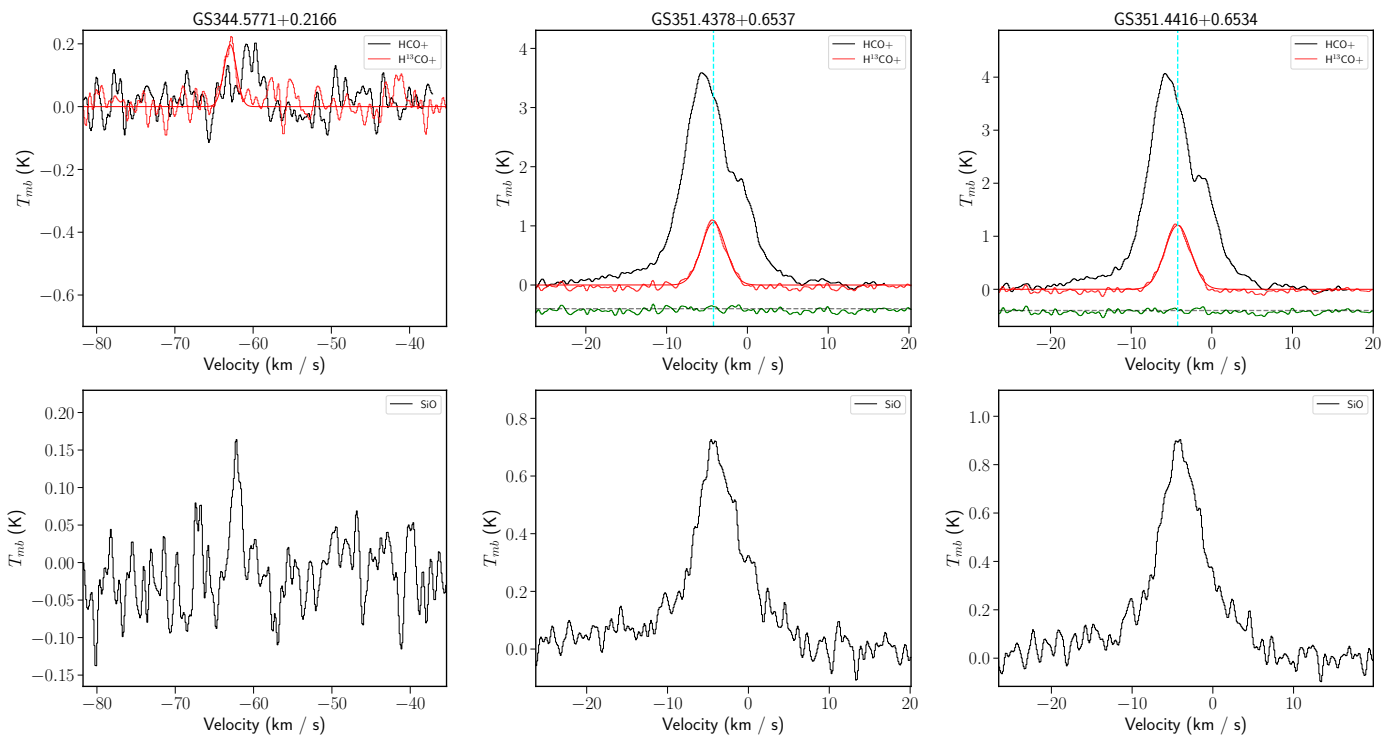 GS344.5771+0.2166
HCO+
H¹³CO+
0.2
0.0
−0.2
−0.4
−0.6
T_mb (K)
−80 −70 −60 −50 −40
Velocity (km / s)
GS351.4378+0.6537
HCO+
H¹³CO+
4
3
2
1
0
T_mb (K)
−20 −10 0 10 20
Velocity (km / s)
GS351.4416+0.6534
HCO+
H¹³CO+
4
3
2
1
0
T_mb (K)
−20 −10 0 10 20
Velocity (km / s)
SiO
0.20
0.15
0.10
0.05
0.00
−0.05
−0.10
−0.15
T_mb (K)
−80 −70 −60 −50 −40
Velocity (km / s)
SiO
0.8
0.6
0.4
0.2
0.0
T_mb (K)
−20 −10 0 10 20
Velocity (km / s)
SiO
1.0
0.8
0.6
0.4
0.2
0.0
T_mb (K)
−20 −10 0 10
Velocity (km / s)